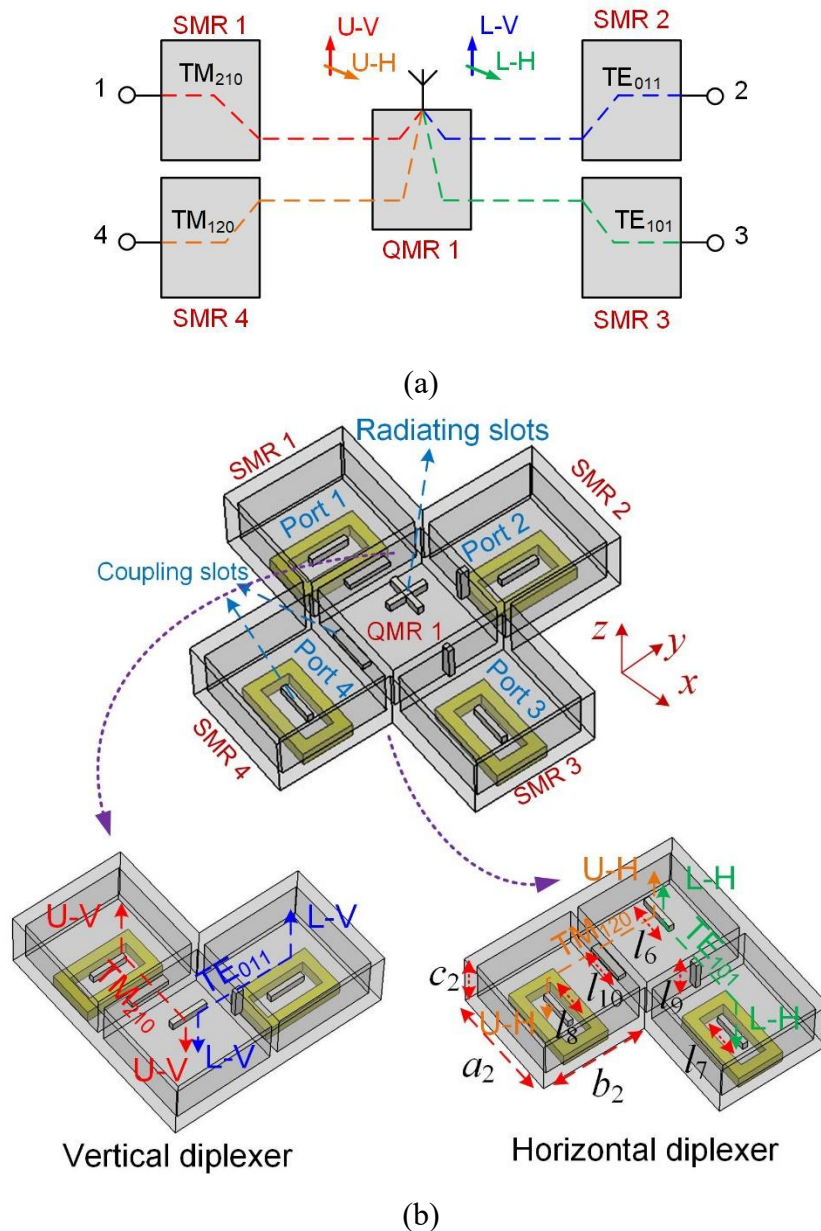 SMR 1
U-V
L-V
SMR 2
TM210
U-H
L-H
TE011
1
2
TM120
TE101
4
3
QMR 1
SMR 4
SMR 3
(a)
Radiating slots
SMR 1
SMR 2
Port 1
Port 2
Coupling slots
QMR 1
z
y
x
Port 4
Port 3
SMR 4
SMR 3
U-V
L-V
TE011
TM210
U-V
L-V
U-H
L-H
TM120
TE101
l6
c2
l10
l9
U-H
l8
L-H
l7
a2
b2
Vertical diplexer
Horizontal diplexer
(b)